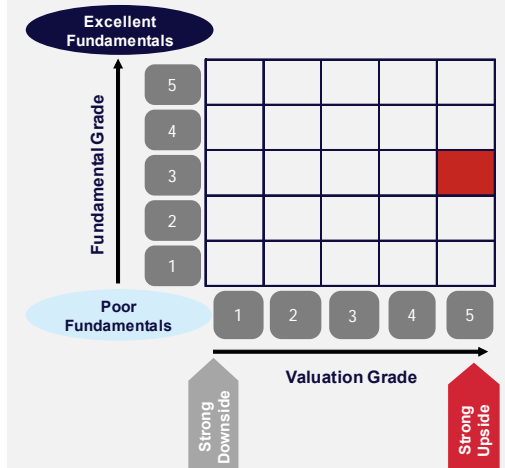 Excellent
Fundamentals
Fundamental Grade
5
4
3
2
1
Poor
Fundamentals
1
2
3
4
5
Valuation Grade
Strong
Downside
Strong
Upside